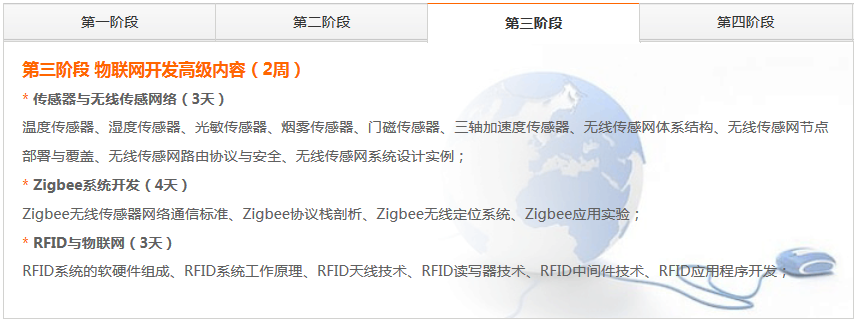 第一阶段 第二阶段 第三阶段 第四阶段
第三阶段 物联网开发高级内容（2周）
* 传感器与无线传感网络（3天）
温度传感器、湿度传感器、光敏传感器、烟雾传感器、门磁传感器、三轴加速度传感器、无线传感网体系结构、无线传感网节点
部署与覆盖、无线传感网路由协议与安全、无线传感网系统设计实例；
* Zigbee系统开发（4天）
Zigbee无线传感器网络通信标准、Zigbee协议栈剖析、Zigbee无线定位系统、Zigbee应用实验；
* RFID与物联网（3天）
RFID系统的软硬件组成、RFID系统工作原理、RFID天线技术、RFID读写器技术、RFID中间件技术、RFID应用程序开发；